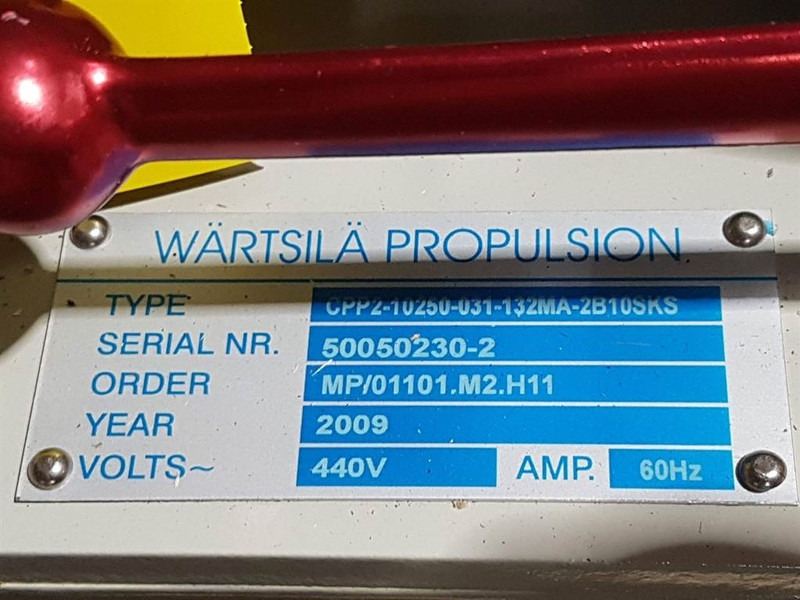 WÄRTSILÄ PROPULSION
TYPE CPP2-10250-031-132MA-2B10SKS
SERIAL NR. 50050230-2
ORDER MP/01101.M2.H11
YEAR 2009
VOLTS~ 440V AMP. 60Hz